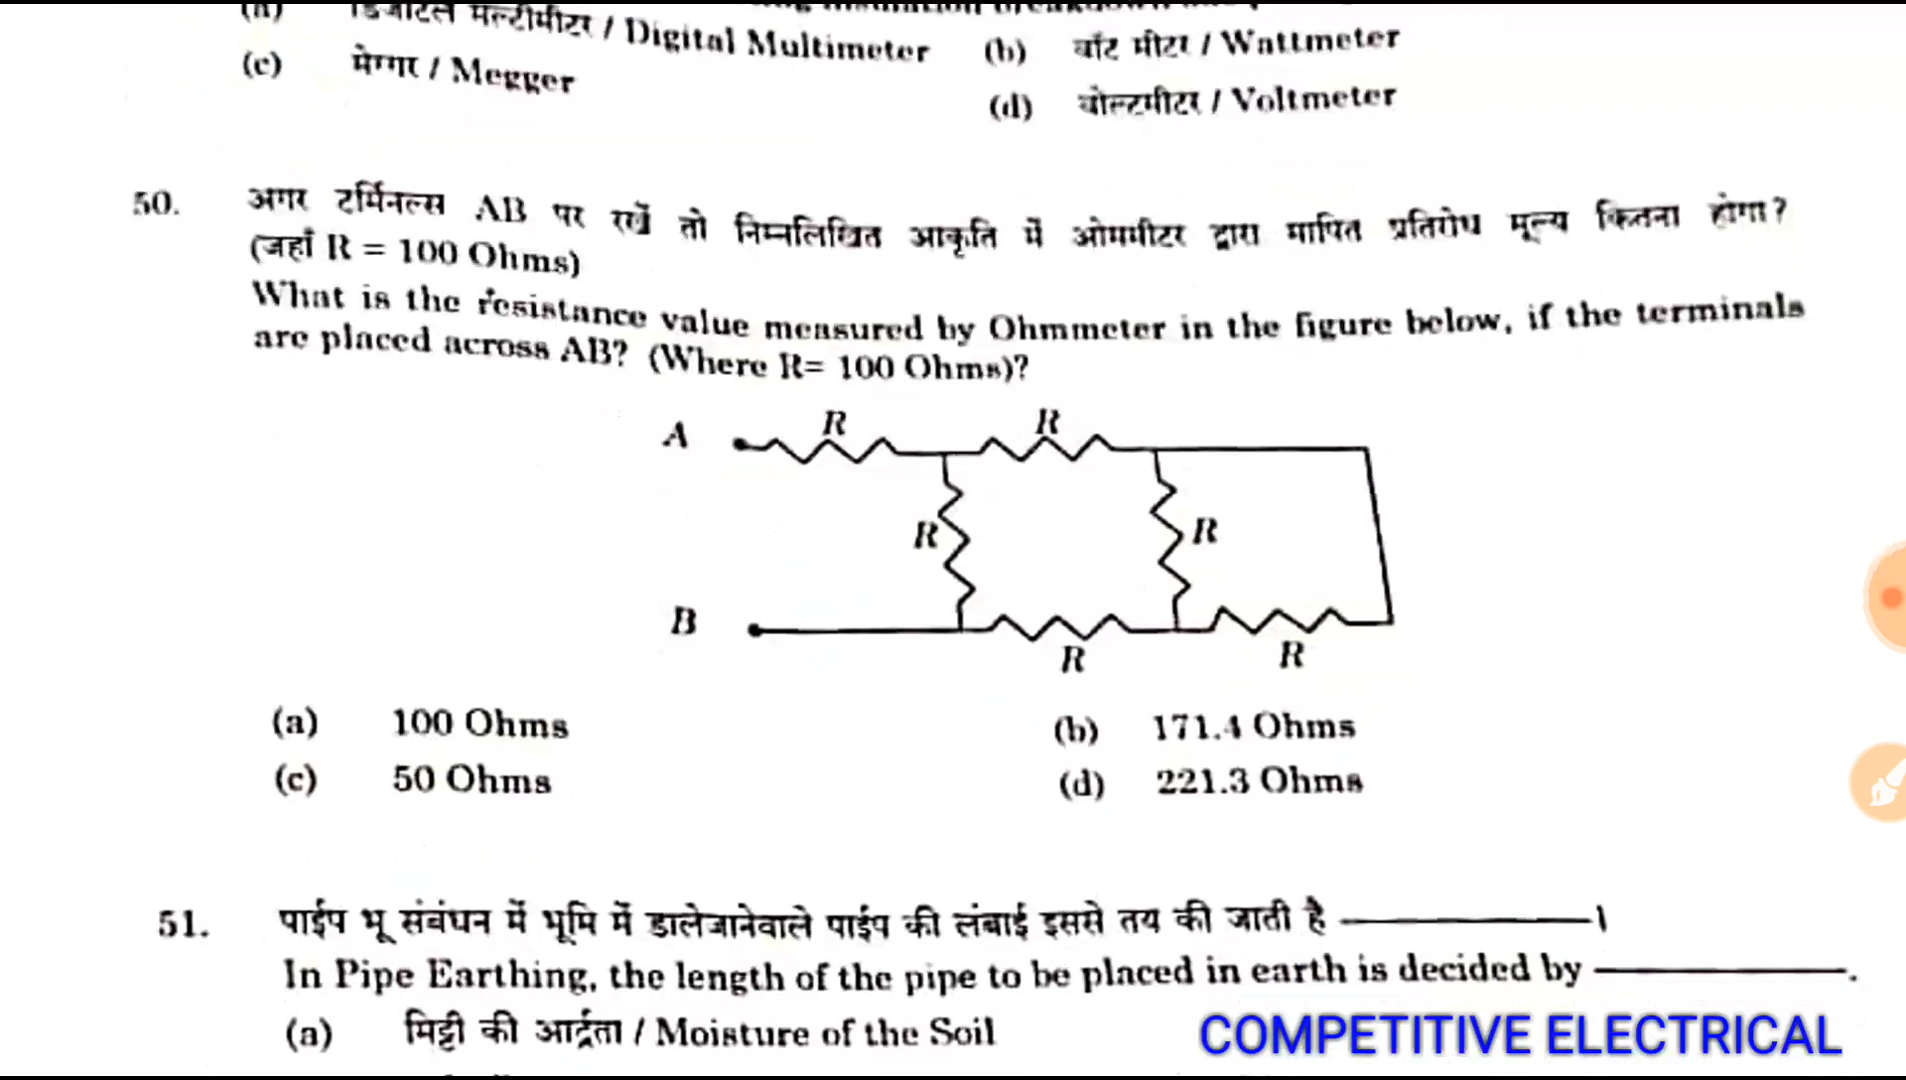 (a) डिजीटल मल्टीमीटर / Digital Multimeter (b) वॉट मीटर / Wattmeter
(c) मेग्गर / Megger (d) वोल्टमीटर / Voltmeter
50. अगर टर्मिनल्स AB पर रखें तो निम्नलिखित आकृति में ओममीटर द्वारा मापित प्रतिरोध मूल्य कितना होगा?
(जहाँ R = 100 Ohms)
What is the resistance value measured by Ohmmeter in the figure below, if the terminals
are placed across AB? (Where R= 100 Ohms)?
A R R
R R
B
R R
(a) 100 Ohms (b) 171.4 Ohms
(c) 50 Ohms (d) 221.3 Ohms
51. पाईप भू संबंधन में भूमि में डालेजानेवाले पाईप की लंबाई इससे तय की जाती है ————।
In Pipe Earthing, the length of the pipe to be placed in earth is decided by ————.
(a) मिट्टी की आर्द्रता / Moisture of the Soil
COMPETITIVE ELECTRICAL